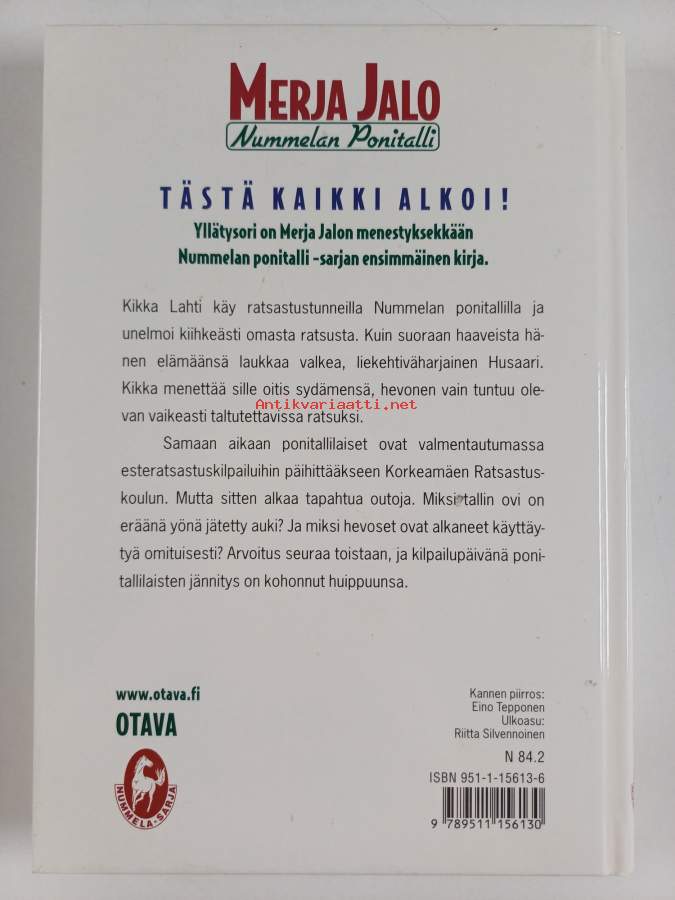 MERJA JALO
Nummelan Ponitalli
TÄSTÄ KAIKKI ALKOI!
Yllätysori on Merja Jalon menestyksekkään
Nummelan ponitalli -sarjan ensimmäinen kirja.
Kikka Lahti käy ratsastustunneilla Nummelan ponitallilla ja
unelmoi kiihkeästi omasta ratsusta. Kuin suoraan haaveista hä-
nen elämäänsä laukkaa valkea, liekehtiväharjainen Husaari.
Kikka menettää sille oitis sydämensä, hevonen vain tuntuu ole-
van vaikeasti taltutettavissa ratsuksi.
Antikvariaatti.net
Samaan aikaan ponitallilaiset ovat valmentautumassa
esteratsastuskilpailuihin päihittääkseen Korkeamäen Ratsastus-
koulun. Mutta sitten alkaa tapahtua outoja. Miksi tallin ovi on
eräänä yönä jätetty auki? Ja miksi hevoset ovat alkaneet käyttäy-
tyä omituisesti? Arvoitus seuraa toistaan, ja kilpailupäivänä poni-
tallilaisten jännitys on kohonnut huippuunsa.
www.otava.fi
OTAVA
NUMMELA-SARJA
Kannen piirros:
Eino Tepponen
Ulkoasu:
Riitta Silvennoinen
N 84.2
ISBN 951-1-15613-6
9 789511 156130